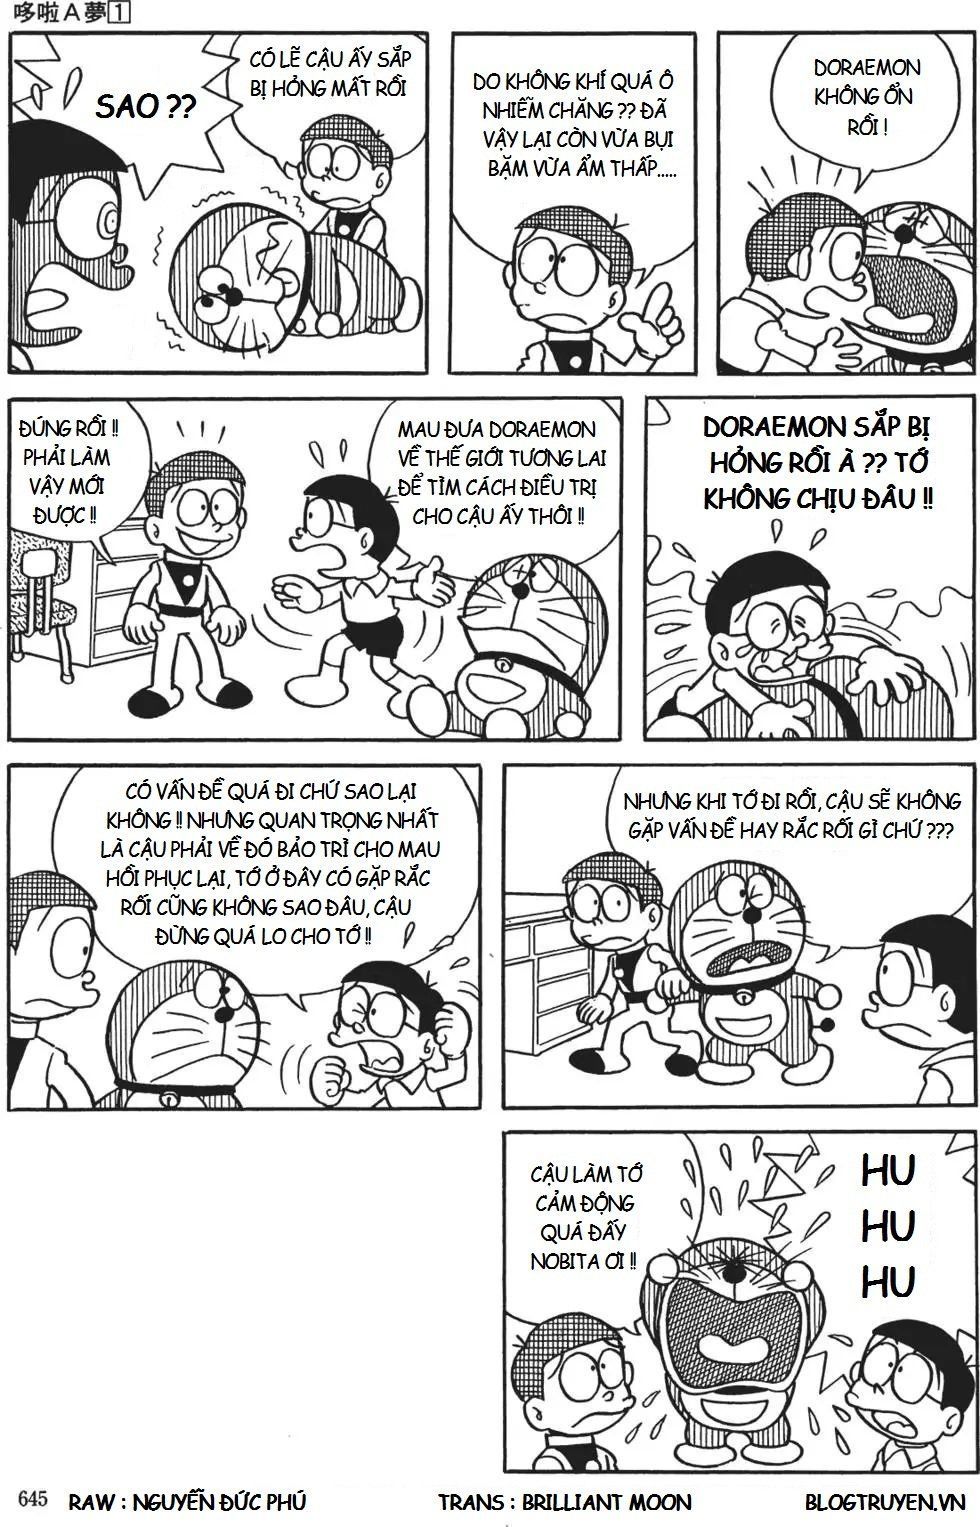 哆啦A夢1
DORAEMON
KHÔNG ỔN
RỒI !
DO KHÔNG KHÍ QUÁ Ô
NHIỄM CHĂNG ?? ĐÃ
VẬY LẠI CÒN VỪA BỤI
BẶM VỪA ẨM THẤP.....
CÓ LẼ CẬU ẤY SẮP
BỊ HỎNG MẤT RỒI
SAO ??
DORAEMON SẮP BỊ
HỎNG RỒI À ?? TỚ
KHÔNG CHỊU ĐÂU !!
MAU ĐƯA DORAEMON
VỀ THẾ GIỚI TƯƠNG LAI
ĐỂ TÌM CÁCH ĐIỀU TRỊ
CHO CẬU ẤY THÔI !!
ĐÚNG RỒI !!
PHẢI LÀM
VẬY MỚI
ĐƯỢC !!
NHƯNG KHI TỚ ĐI RỒI, CẬU SẼ KHÔNG
GẶP VẤN ĐỀ HAY RẮC RỐI GÌ CHỨ ???
CÓ VẤN ĐỀ QUÁ ĐI CHỨ SAO LẠI
KHÔNG !! NHƯNG QUAN TRỌNG NHẤT
LÀ CẬU PHẢI VỀ ĐÓ BẢO TRÌ CHO MAU
HỒI PHỤC LẠI, TỚ Ở ĐÂY CÓ GẶP RẮC
RỐI CŨNG KHÔNG SAO ĐÂU, CẬU
ĐỪNG QUÁ LO CHO TỚ !!
HU
HU
HU
CẬU LÀM TỚ
CẢM ĐỘNG
QUÁ ĐẤY
NOBITA ƠI !!
645 RAW : NGUYỄN ĐỨC PHÚ TRANS : BRILLIANT MOON BLOGTRUYEN.VN